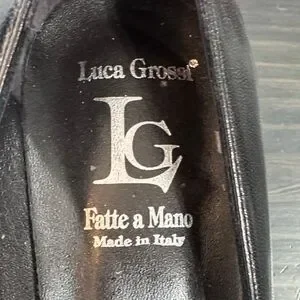 Luca Grossi
LG
Fatte a Mano
Made in Italy